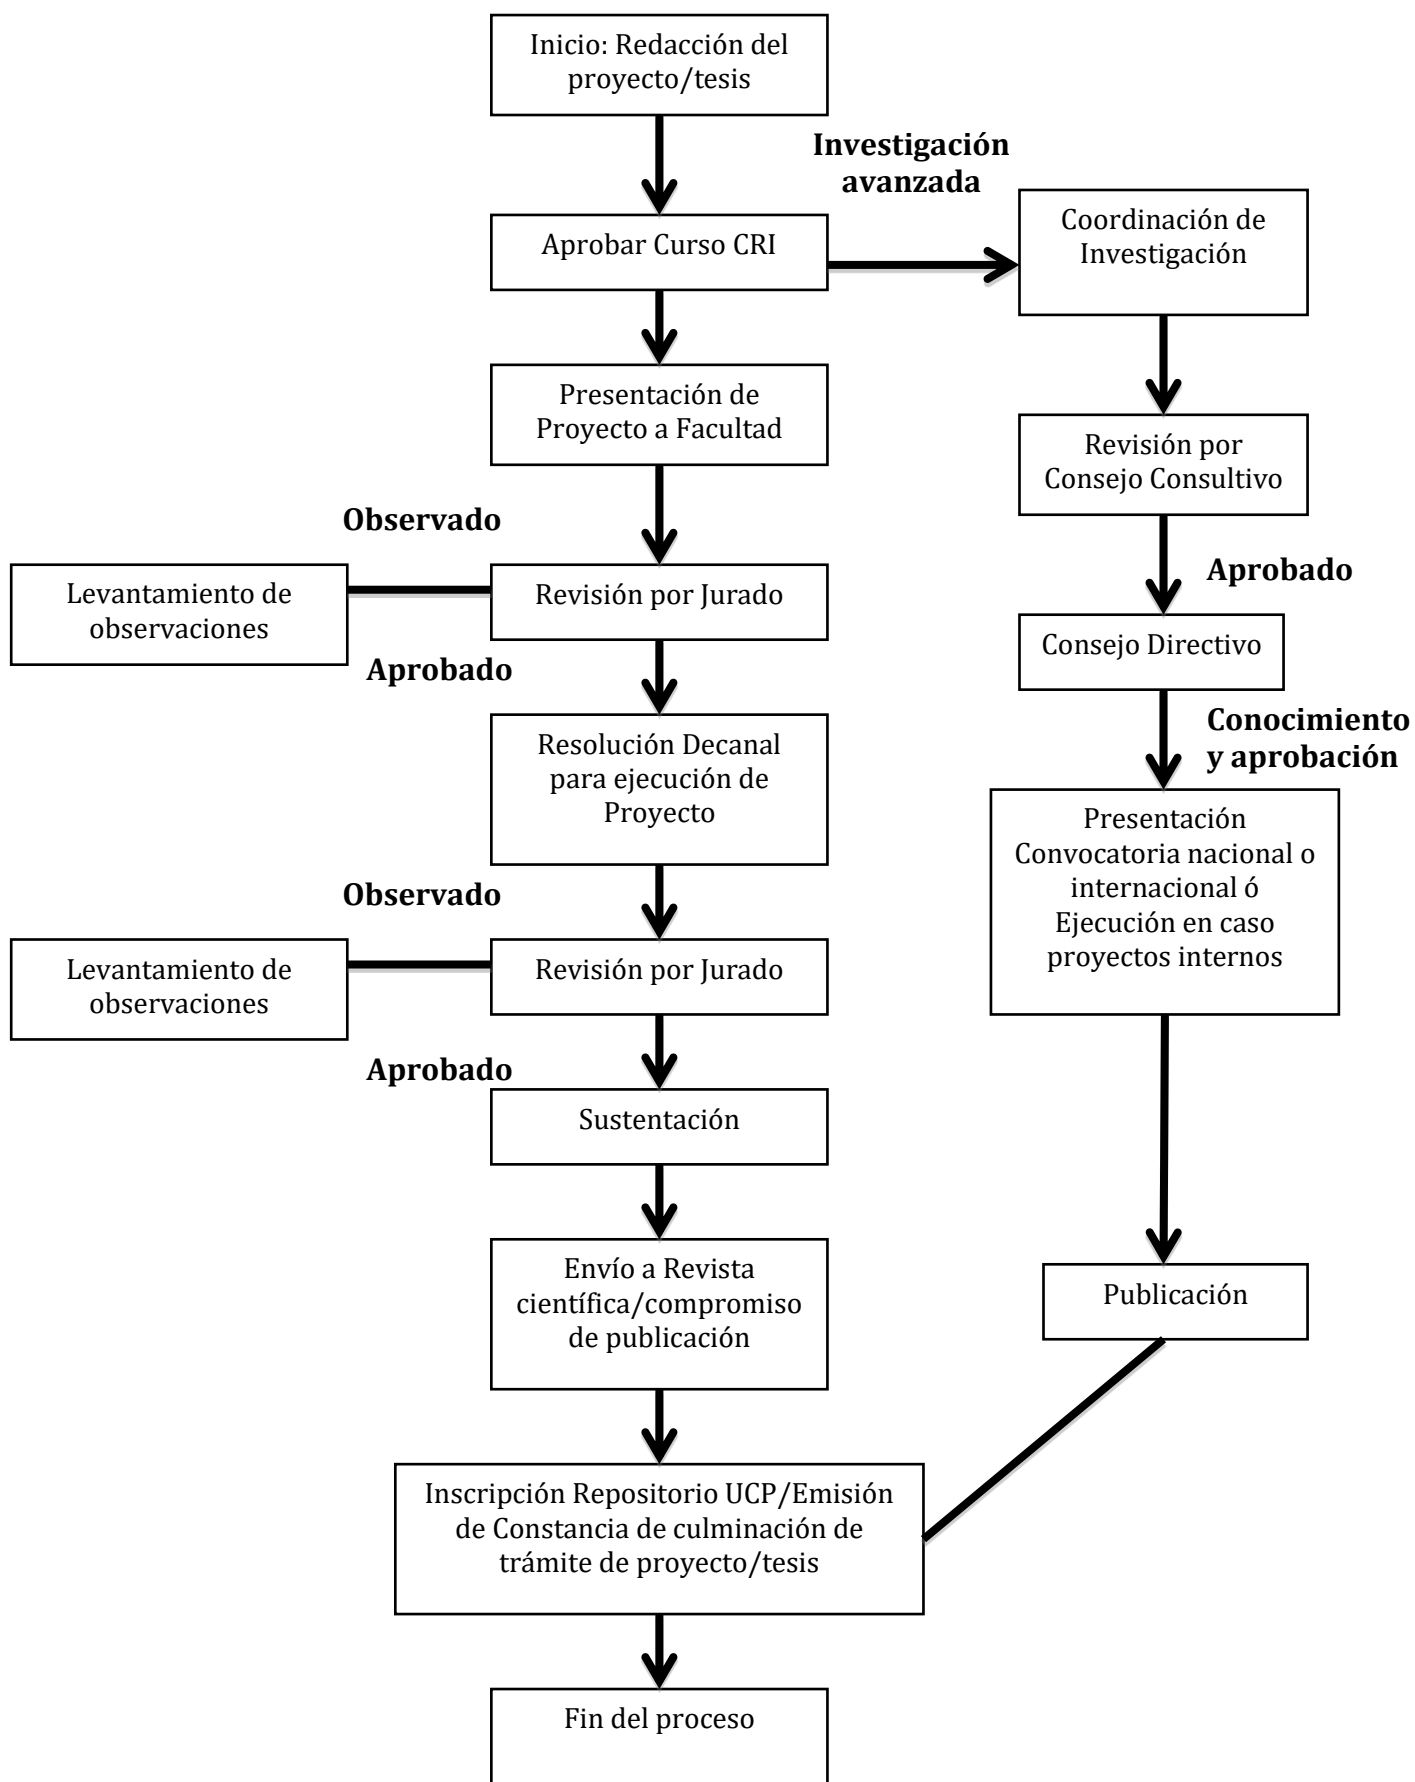 Inicio: Redacción del
proyecto/tesis
Investigación
avanzada
Aprobar Curso CRI
Coordinación de
Investigación
Presentación de
Proyecto a Facultad
Revisión por
Consejo Consultivo
Observado
Aprobado
Levantamiento de
observaciones
Revisión por Jurado
Consejo Directivo
Aprobado
Conocimiento
y aprobación
Resolución Decanal
para ejecución de
Proyecto
Presentación
Convocatoria nacional o
internacional ó
Ejecución en caso
proyectos internos
Observado
Levantamiento de
observaciones
Revisión por Jurado
Aprobado
Sustentación
Envío a Revista
científica/compromiso
de publicación
Publicación
Inscripción Repositorio UCP/Emisión
de Constancia de culminación de
trámite de proyecto/tesis
Fin del proceso